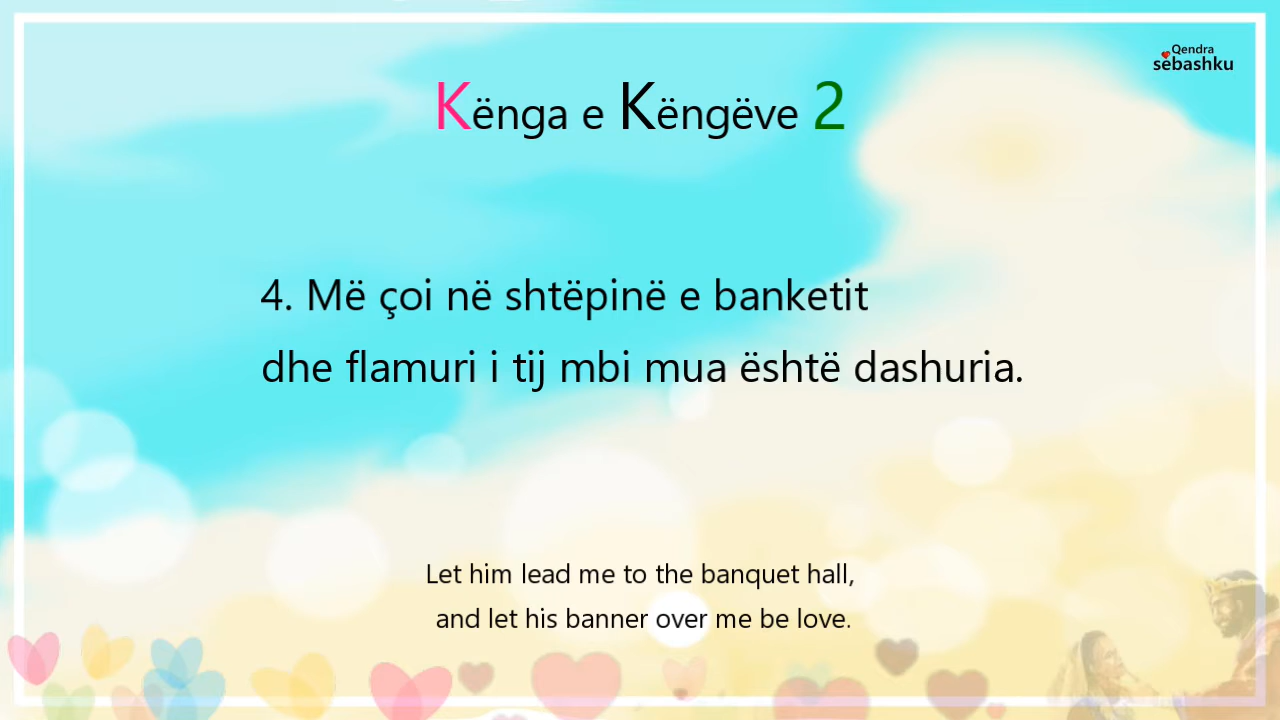 Qendra
sëbashku
Kënga e Këngëve 2
4. Më çoi në shtëpinë e banketit
dhe flamuri i tij mbi mua është dashuria.
Let him lead me to the banquet hall,
and let his banner over me be love.